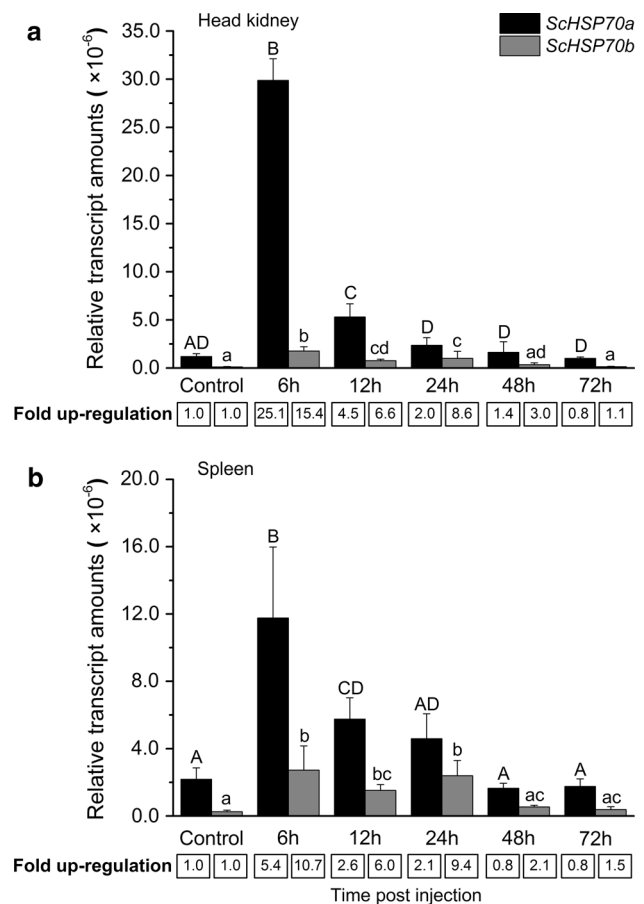 a
Head kidney
ScHSP70a
ScHSP70b
Relative transcript amounts ( ×10-6)
35.0
30.0
25.0
20.0
15.0
10.0
5.0
0.0
AD a
B b
C cd
D c
D ad
D a
Control 6h 12h 24h 48h 72h
Fold up-regulation 1.0 1.0 25.1 15.4 4.5 6.6 2.0 8.6 1.4 3.0 0.8 1.1
b
Spleen
Relative transcript amounts ( ×10-6)
20.0
16.0
12.0
8.0
4.0
0.0
A a
B b
CD bc
AD b
A ac
A ac
Control 6h 12h 24h 48h 72h
Fold up-regulation 1.0 1.0 5.4 10.7 2.6 6.0 2.1 9.4 0.8 2.1 0.8 1.5
Time post injection